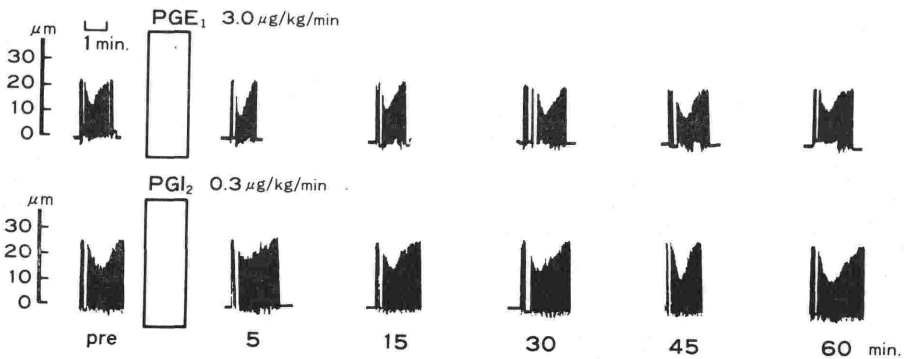 PGE₁ 3.0 μg/kg/min
μm
1 min.
30
20
10
0
PGI₂ 0.3 μg/kg/min
μm
30
20
10
0
pre 5 15 30 45 60 min.